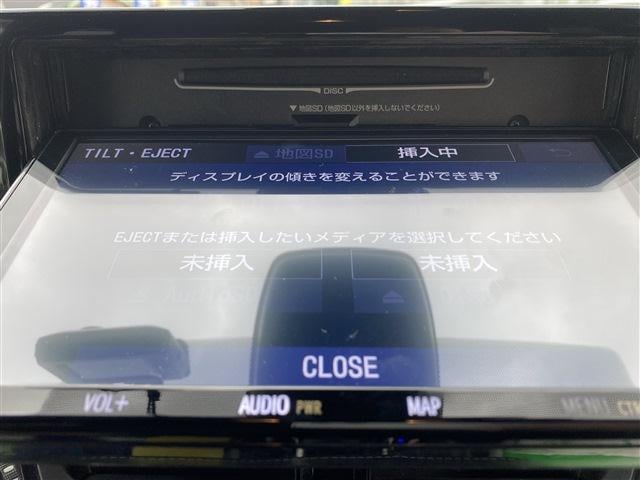 DISC
▼地図SD(地図SD以外を挿入しないでください)
TILT・EJECT ▲地図SD 挿入中
ディスプレイの傾きを変えることができます
EJECTまたは挿入したいメディアを選択してください
未挿入 未挿入
CLOSE
VOL+ AUDIO PWR MAP MENU